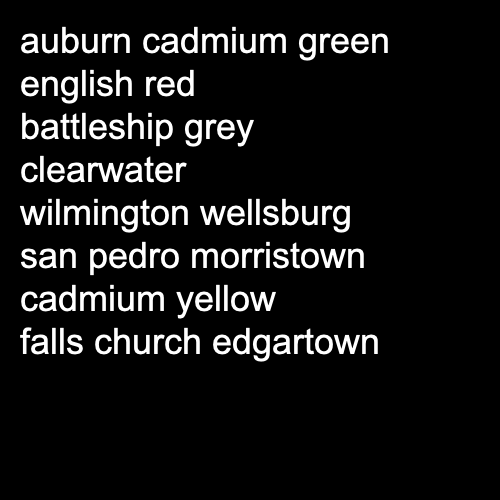 auburn cadmium green
english red
battleship grey
clearwater
wilmington wellsburg
san pedro morristown
cadmium yellow
falls church edgartown